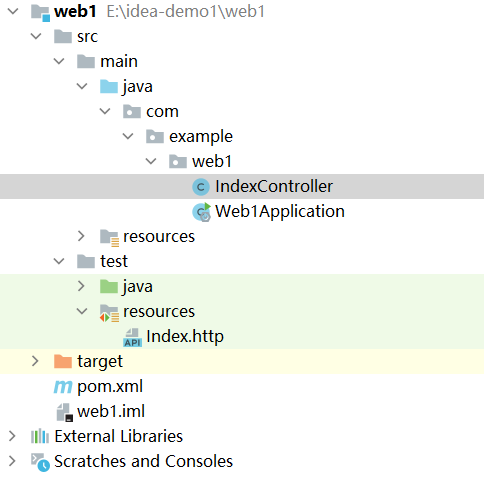 web1 E:\idea-demo1\web1
src
main
java
com
example
web1
C IndexController
C Web1Application
resources
test
java
resources
API Index.http
target
m pom.xml
web1.iml
External Libraries
Scratches and Consoles